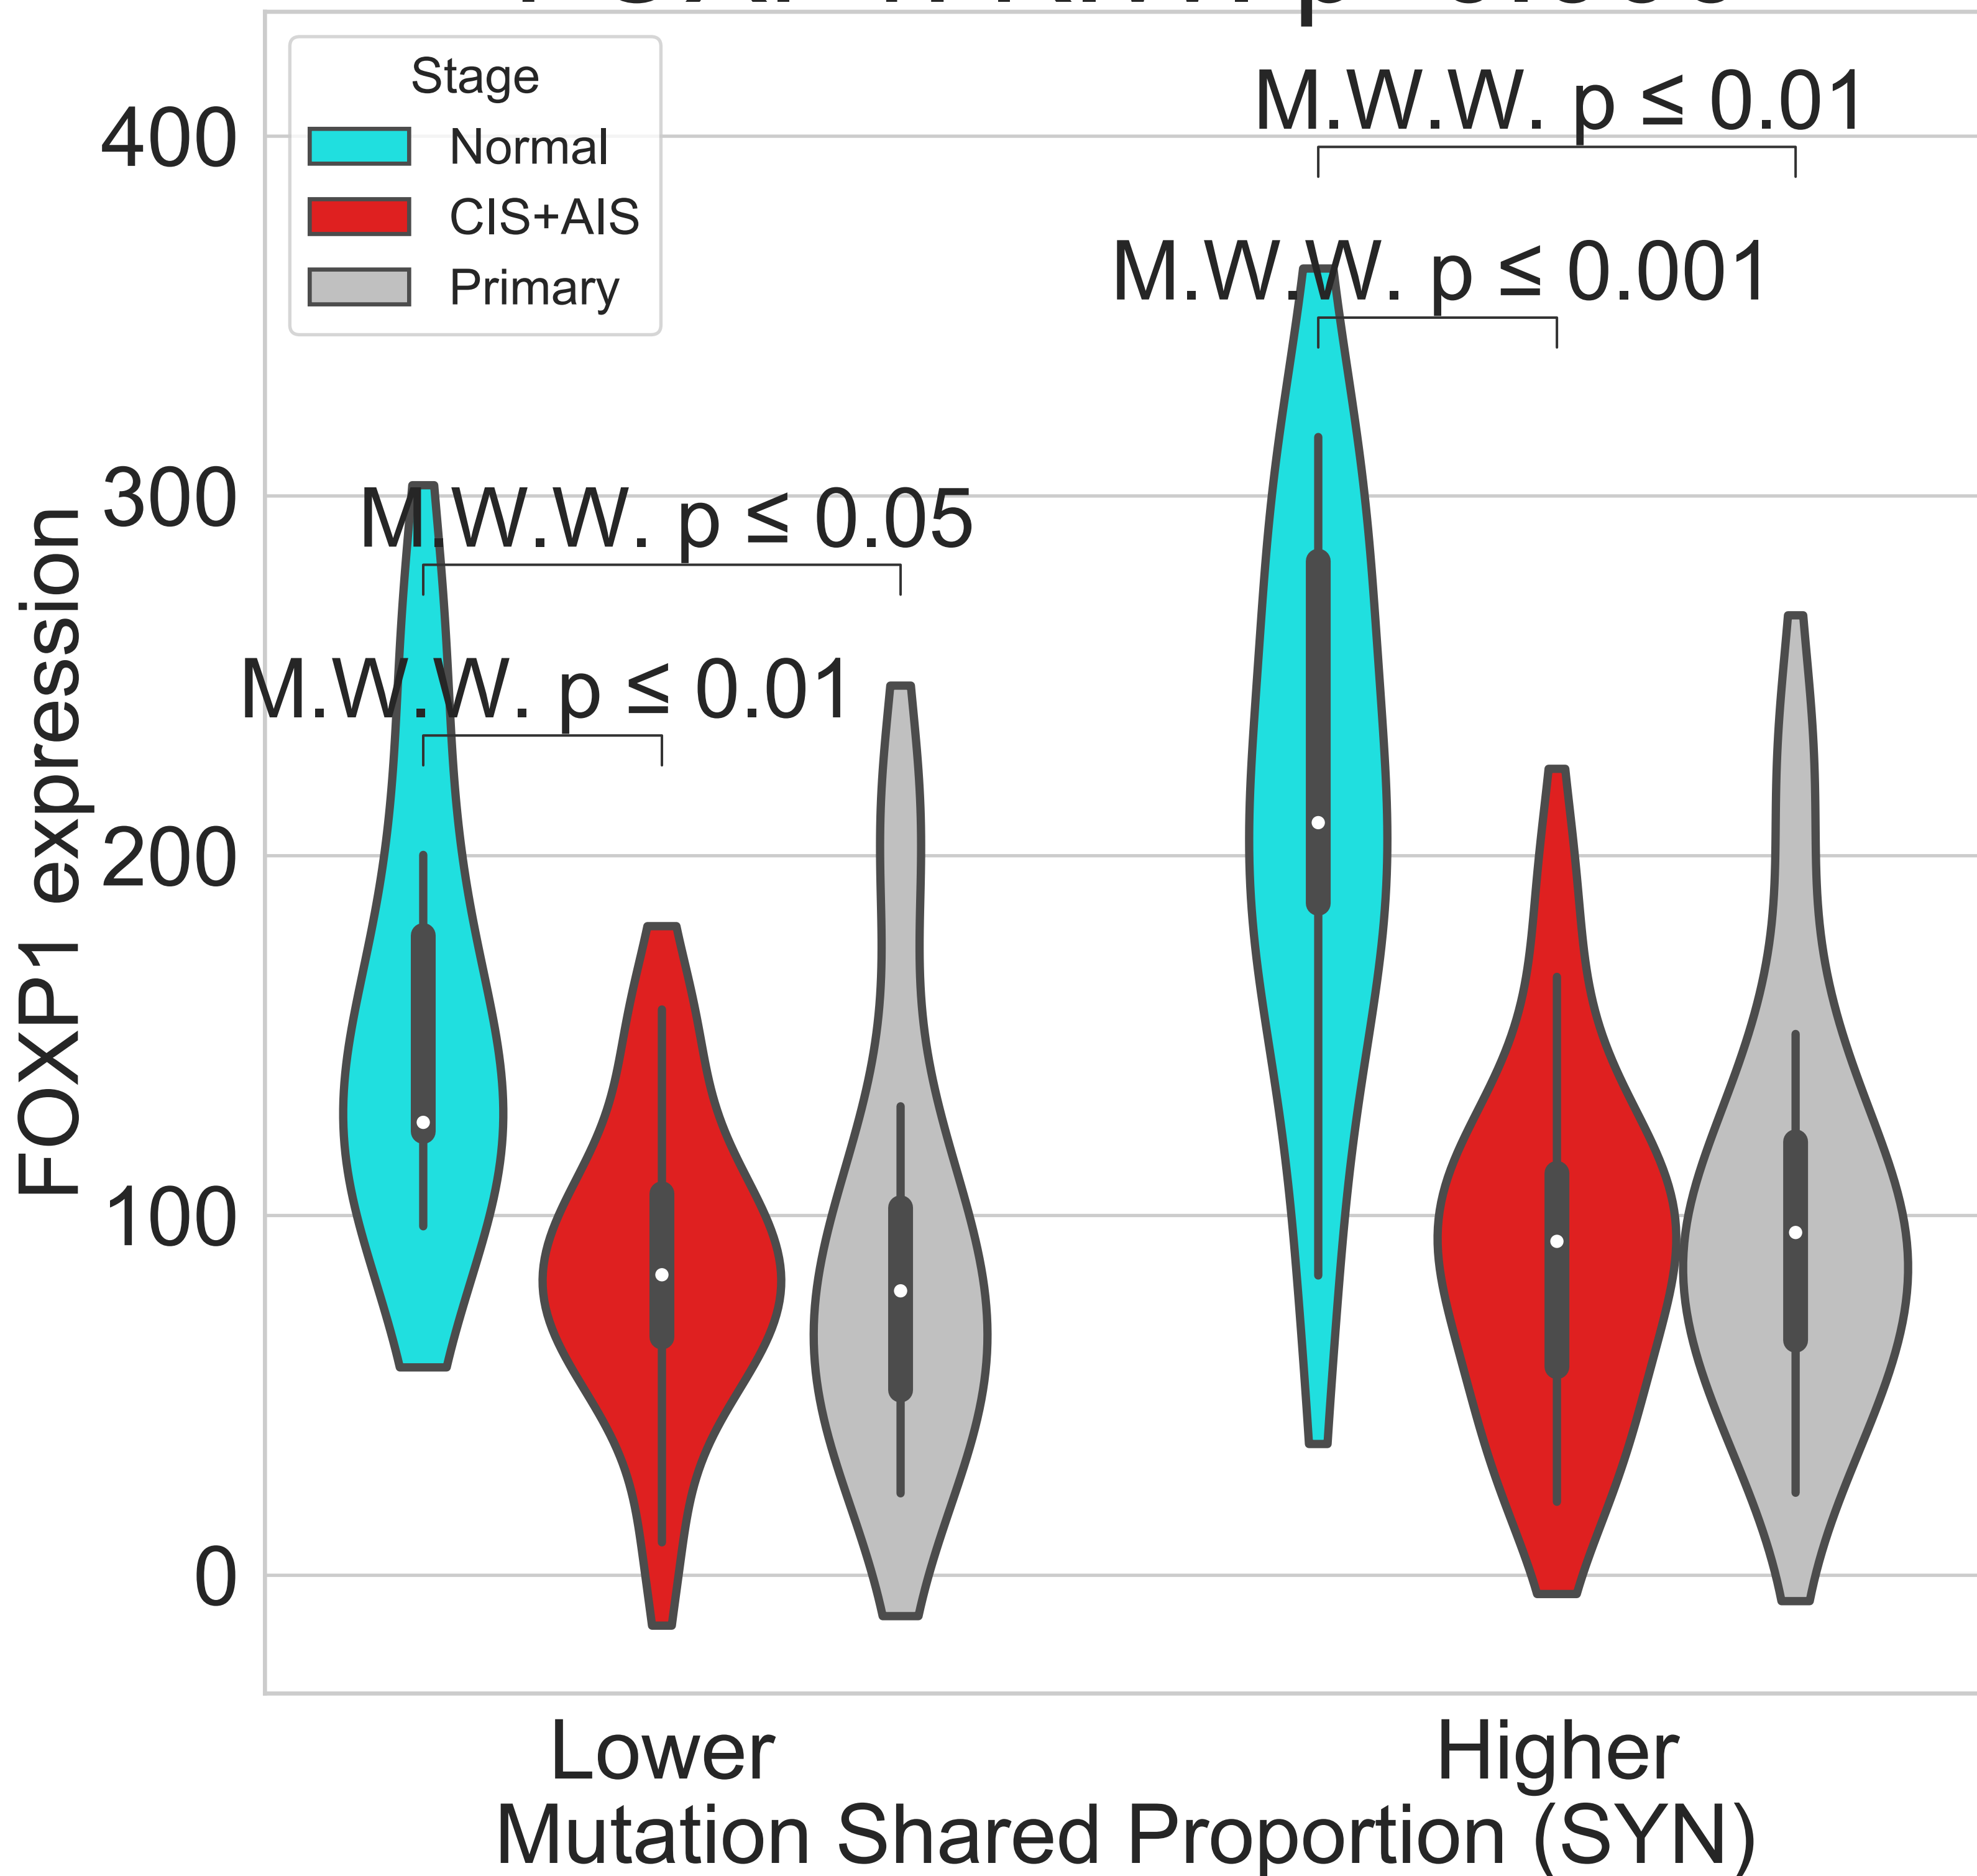 Stage
Normal
CIS+AIS
Primary
M.W.W. p ≤ 0.01
M.W.W. p ≤ 0.001
M.W.W. p ≤ 0.05
M.W.W. p ≤ 0.01
400
300
200
100
0
FOXP1 expression
Lower
Higher
Mutation Shared Proportion (SYN)